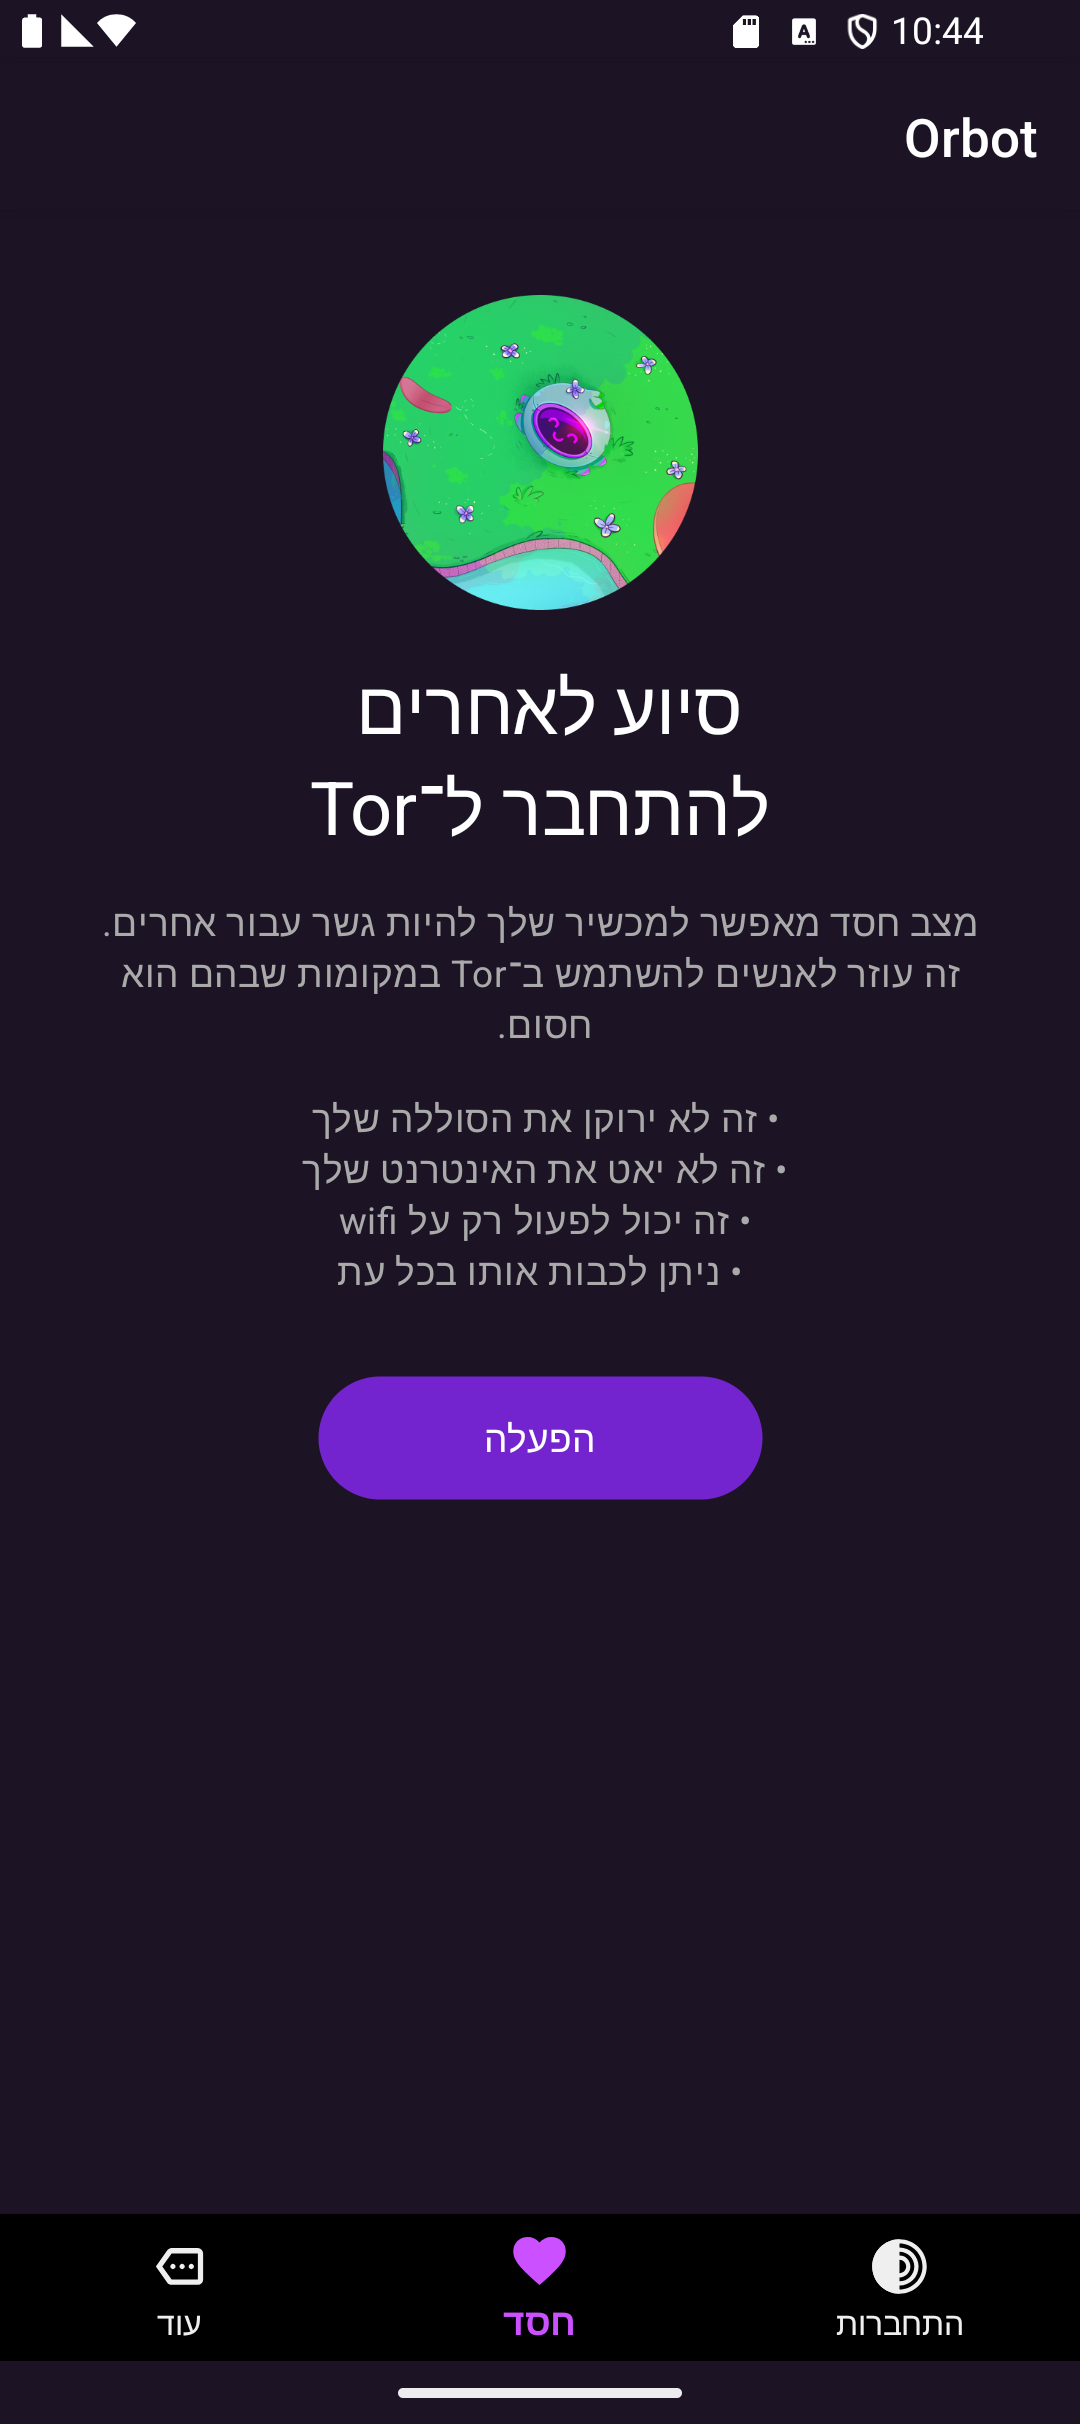 10:44
Orbot
סיוע לאחרים
להתחבר ל־Tor
מצב חסד מאפשר למכשיר שלך להיות גשר עבור אחרים.
זה עוזר לאנשים להשתמש ב־Tor במקומות שבהם הוא
חסום.
• זה לא ירוקן את הסוללה שלך
• זה לא יאט את האינטרנט שלך
• זה יכול לפעול רק על wifi
• ניתן לכבות אותו בכל עת
הפעלה
התחברות
חסד
עוד